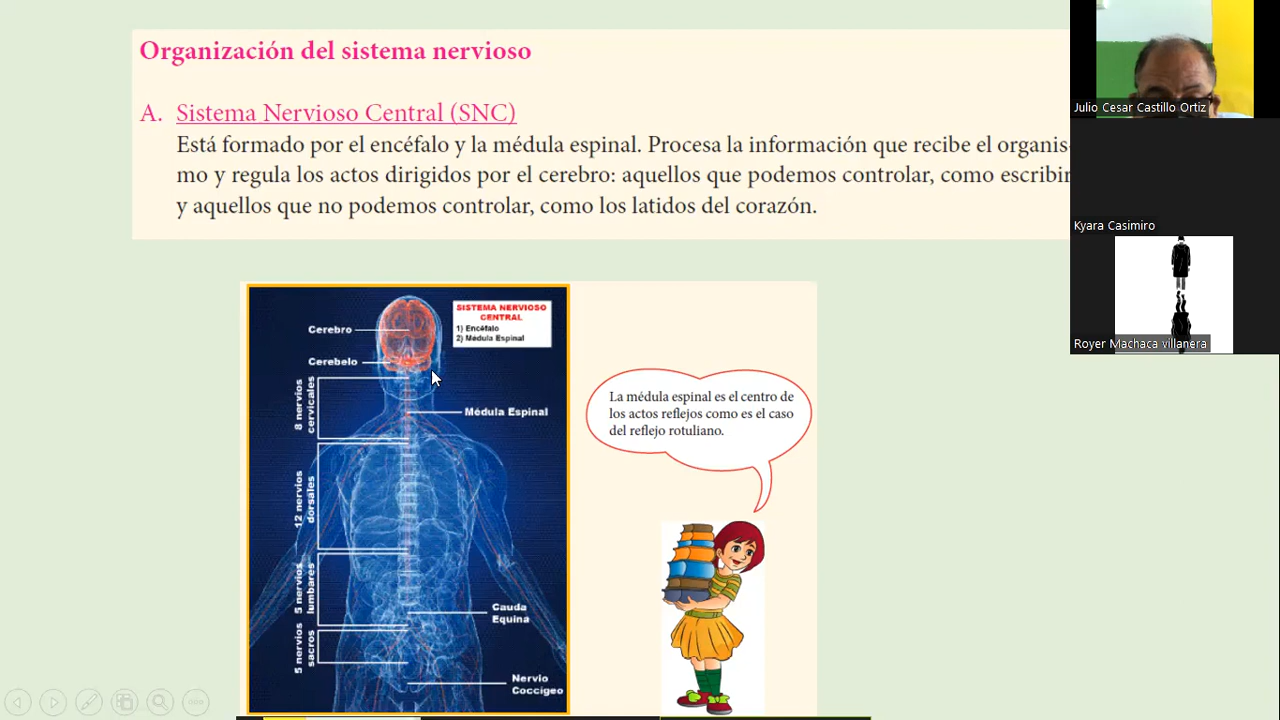 Organización del sistema nervioso
A. Sistema Nervioso Central (SNC)
Está formado por el encéfalo y la médula espinal. Procesa la información que recibe el organis-
mo y regula los actos dirigidos por el cerebro: aquellos que podemos controlar, como escribir
y aquellos que no podemos controlar, como los latidos del corazón.
SISTEMA NERVIOSO
CENTRAL
1) Encéfalo
2) Médula Espinal
Cerebro
Cerebelo
8 nervios
cervicales
Médula Espinal
12 nervios
dorsales
5 nervios
lumbares
Cauda
Equina
5 nervios
sacros
Nervio
Coccígeo
La médula espinal es el centro de
los actos reflejos como es el caso
del reflejo rotuliano.
Julio Cesar Castillo Ortiz
Kyara Casimiro
Royer Machaca villanera